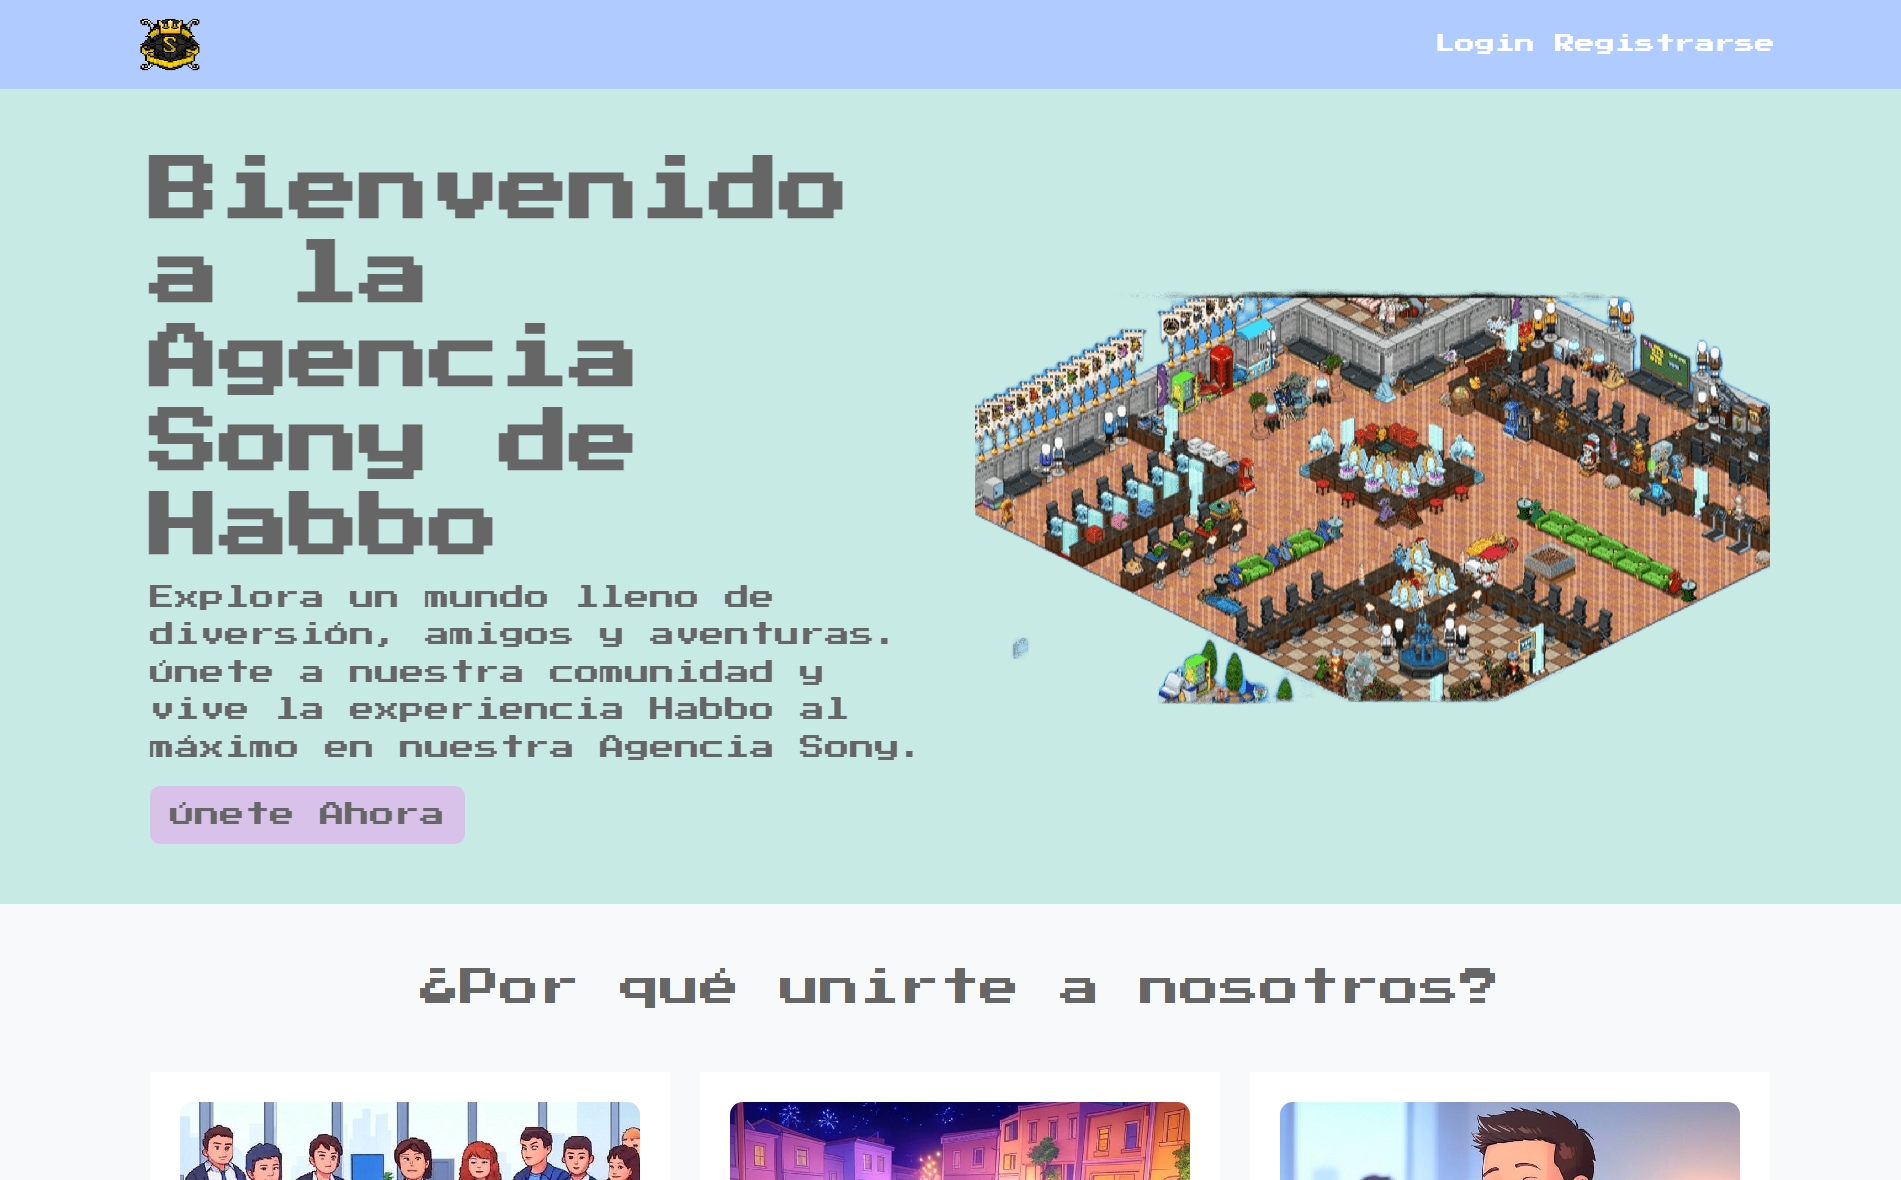 S
Login Registrarse
Bienvenido
a la
Agencia
Sony de
Habbo
Explora un mundo lleno de
diversión, amigos y aventuras.
Únete a nuestra comunidad y
vive la experiencia Habbo al
máximo en nuestra Agencia Sony.
Únete Ahora
¿Por qué unirte a nosotros?